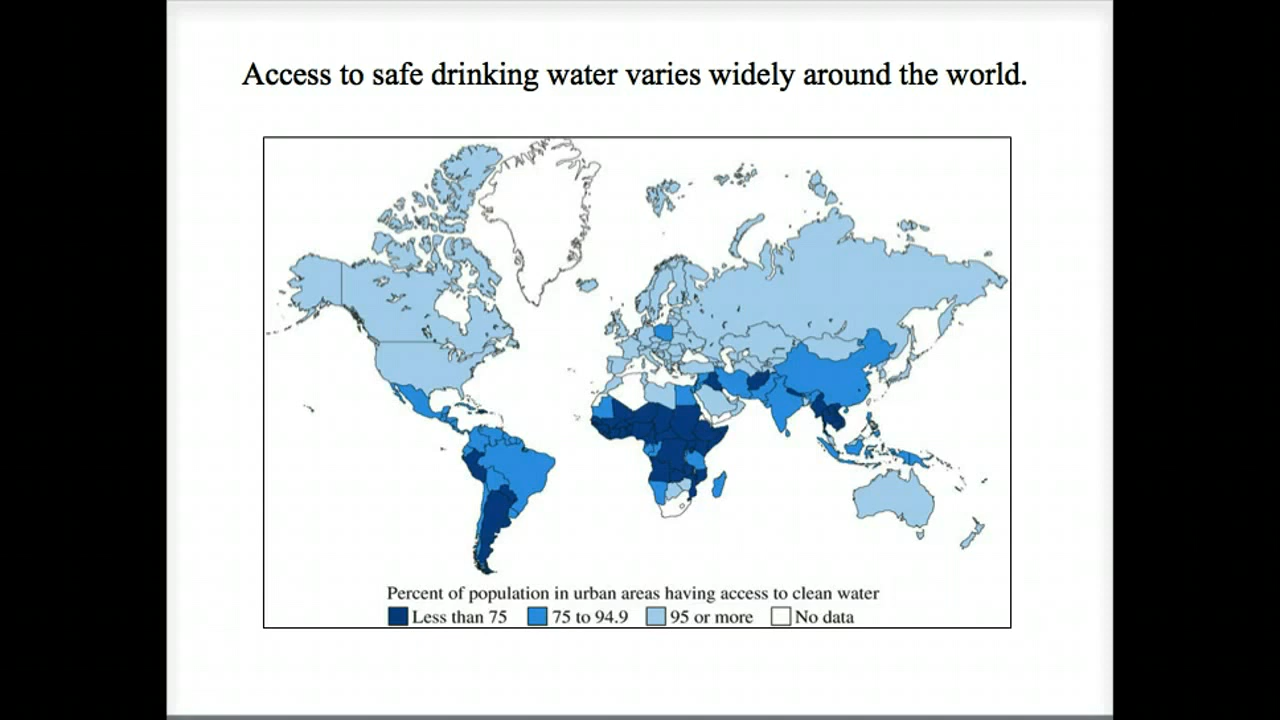 Access to safe drinking water varies widely around the world.
Percent of population in urban areas having access to clean water
Less than 75 75 to 94.9 95 or more No data